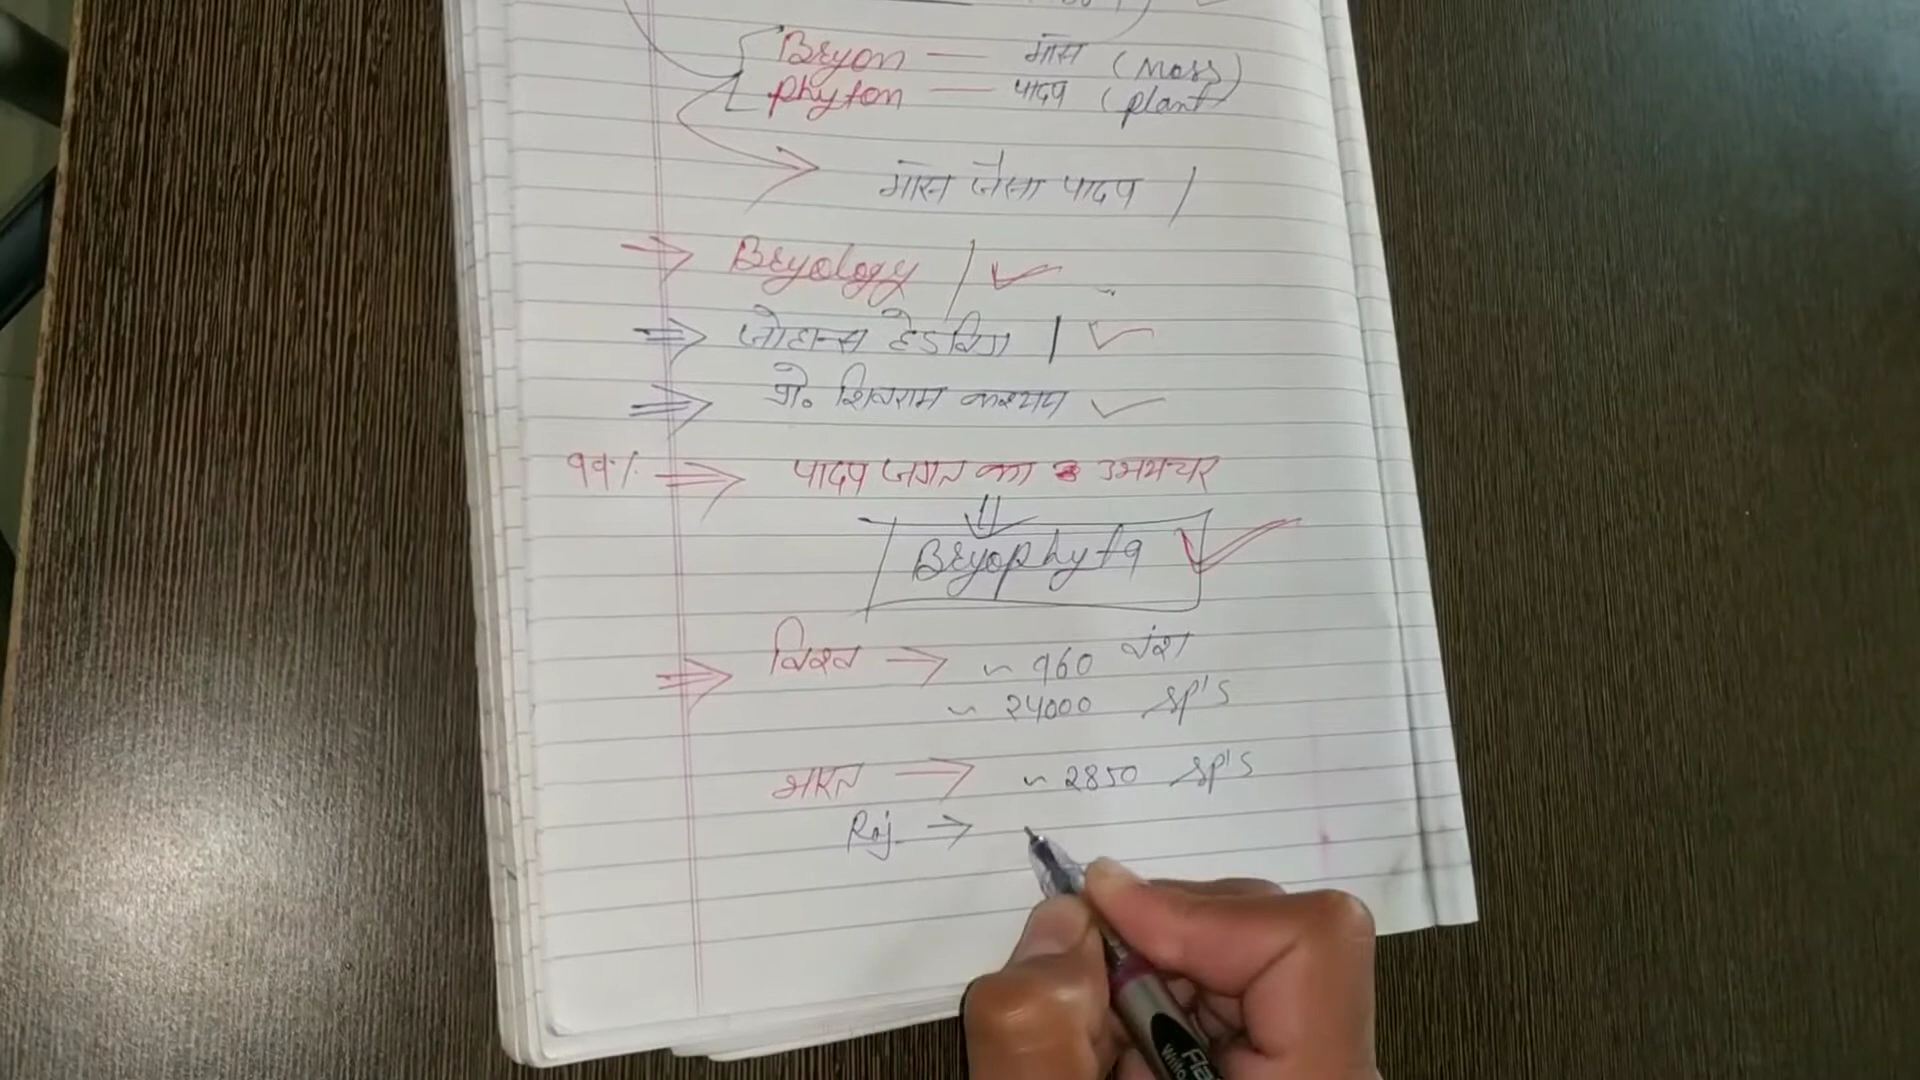 Bryon — मॉस (Moss)
Phyton — पादप (plant
मॉस जैसा पादप |
Bryology |
जोहान्स हेडविग |
प्रो॰ शिवराम कश्यप
११% पादप जगत का उभयचर
Bryophyta
विश्व → ~ 960 वंश
~ 24000 sp's
भारत → ~ 2850 sp's
Raj. →